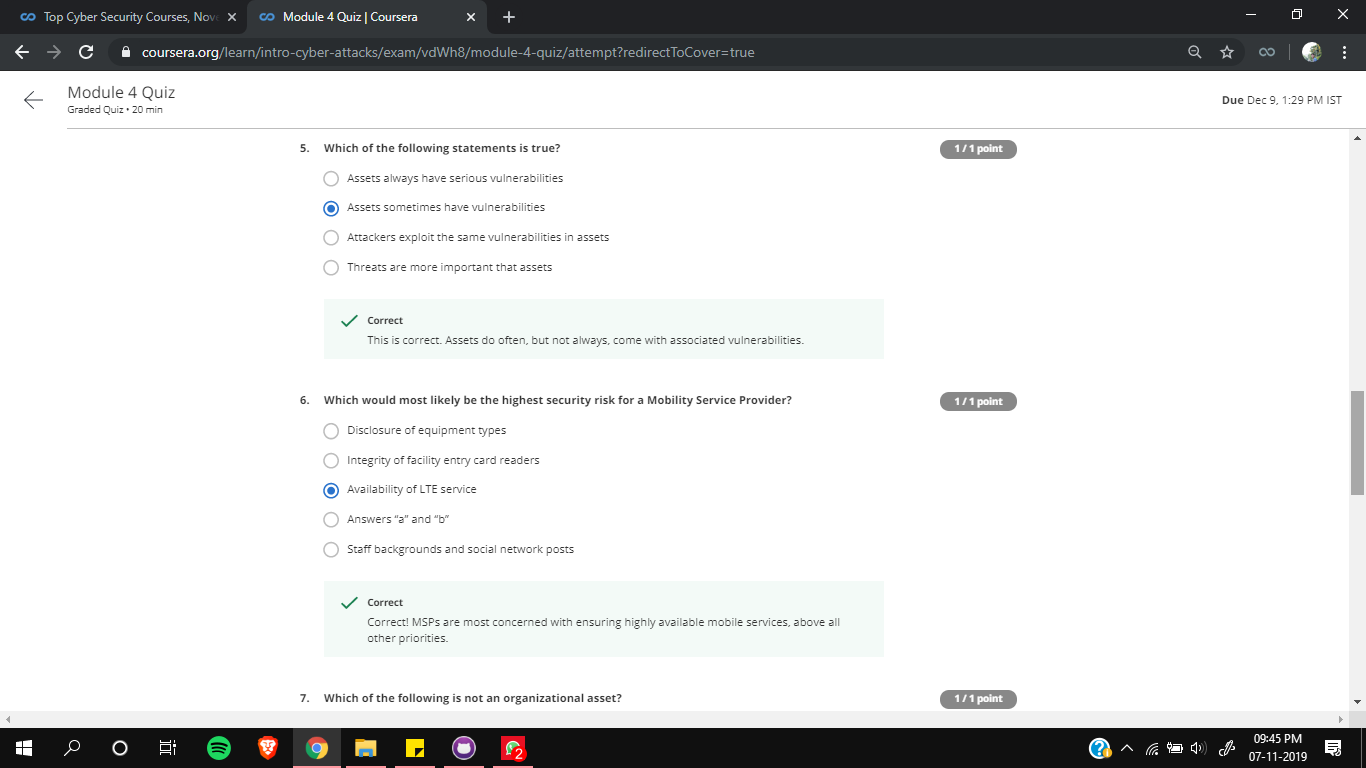 Top Cyber Security Courses, Nove
Module 4 Quiz | Coursera
coursera.org/learn/intro-cyber-attacks/exam/vdWh8/module-4-quiz/attempt?redirectToCover=true
Module 4 Quiz
Graded Quiz • 20 min
Due Dec 9, 1:29 PM IST
5. Which of the following statements is true?
1 / 1 point
Assets always have serious vulnerabilities
Assets sometimes have vulnerabilities
Attackers exploit the same vulnerabilities in assets
Threats are more important that assets
Correct
This is correct. Assets do often, but not always, come with associated vulnerabilities.
6. Which would most likely be the highest security risk for a Mobility Service Provider?
1 / 1 point
Disclosure of equipment types
Integrity of facility entry card readers
Availability of LTE service
Answers “a” and “b”
Staff backgrounds and social network posts
Correct
Correct! MSPs are most concerned with ensuring highly available mobile services, above all
other priorities.
7. Which of the following is not an organizational asset?
1 / 1 point
2
09:45 PM
07-11-2019